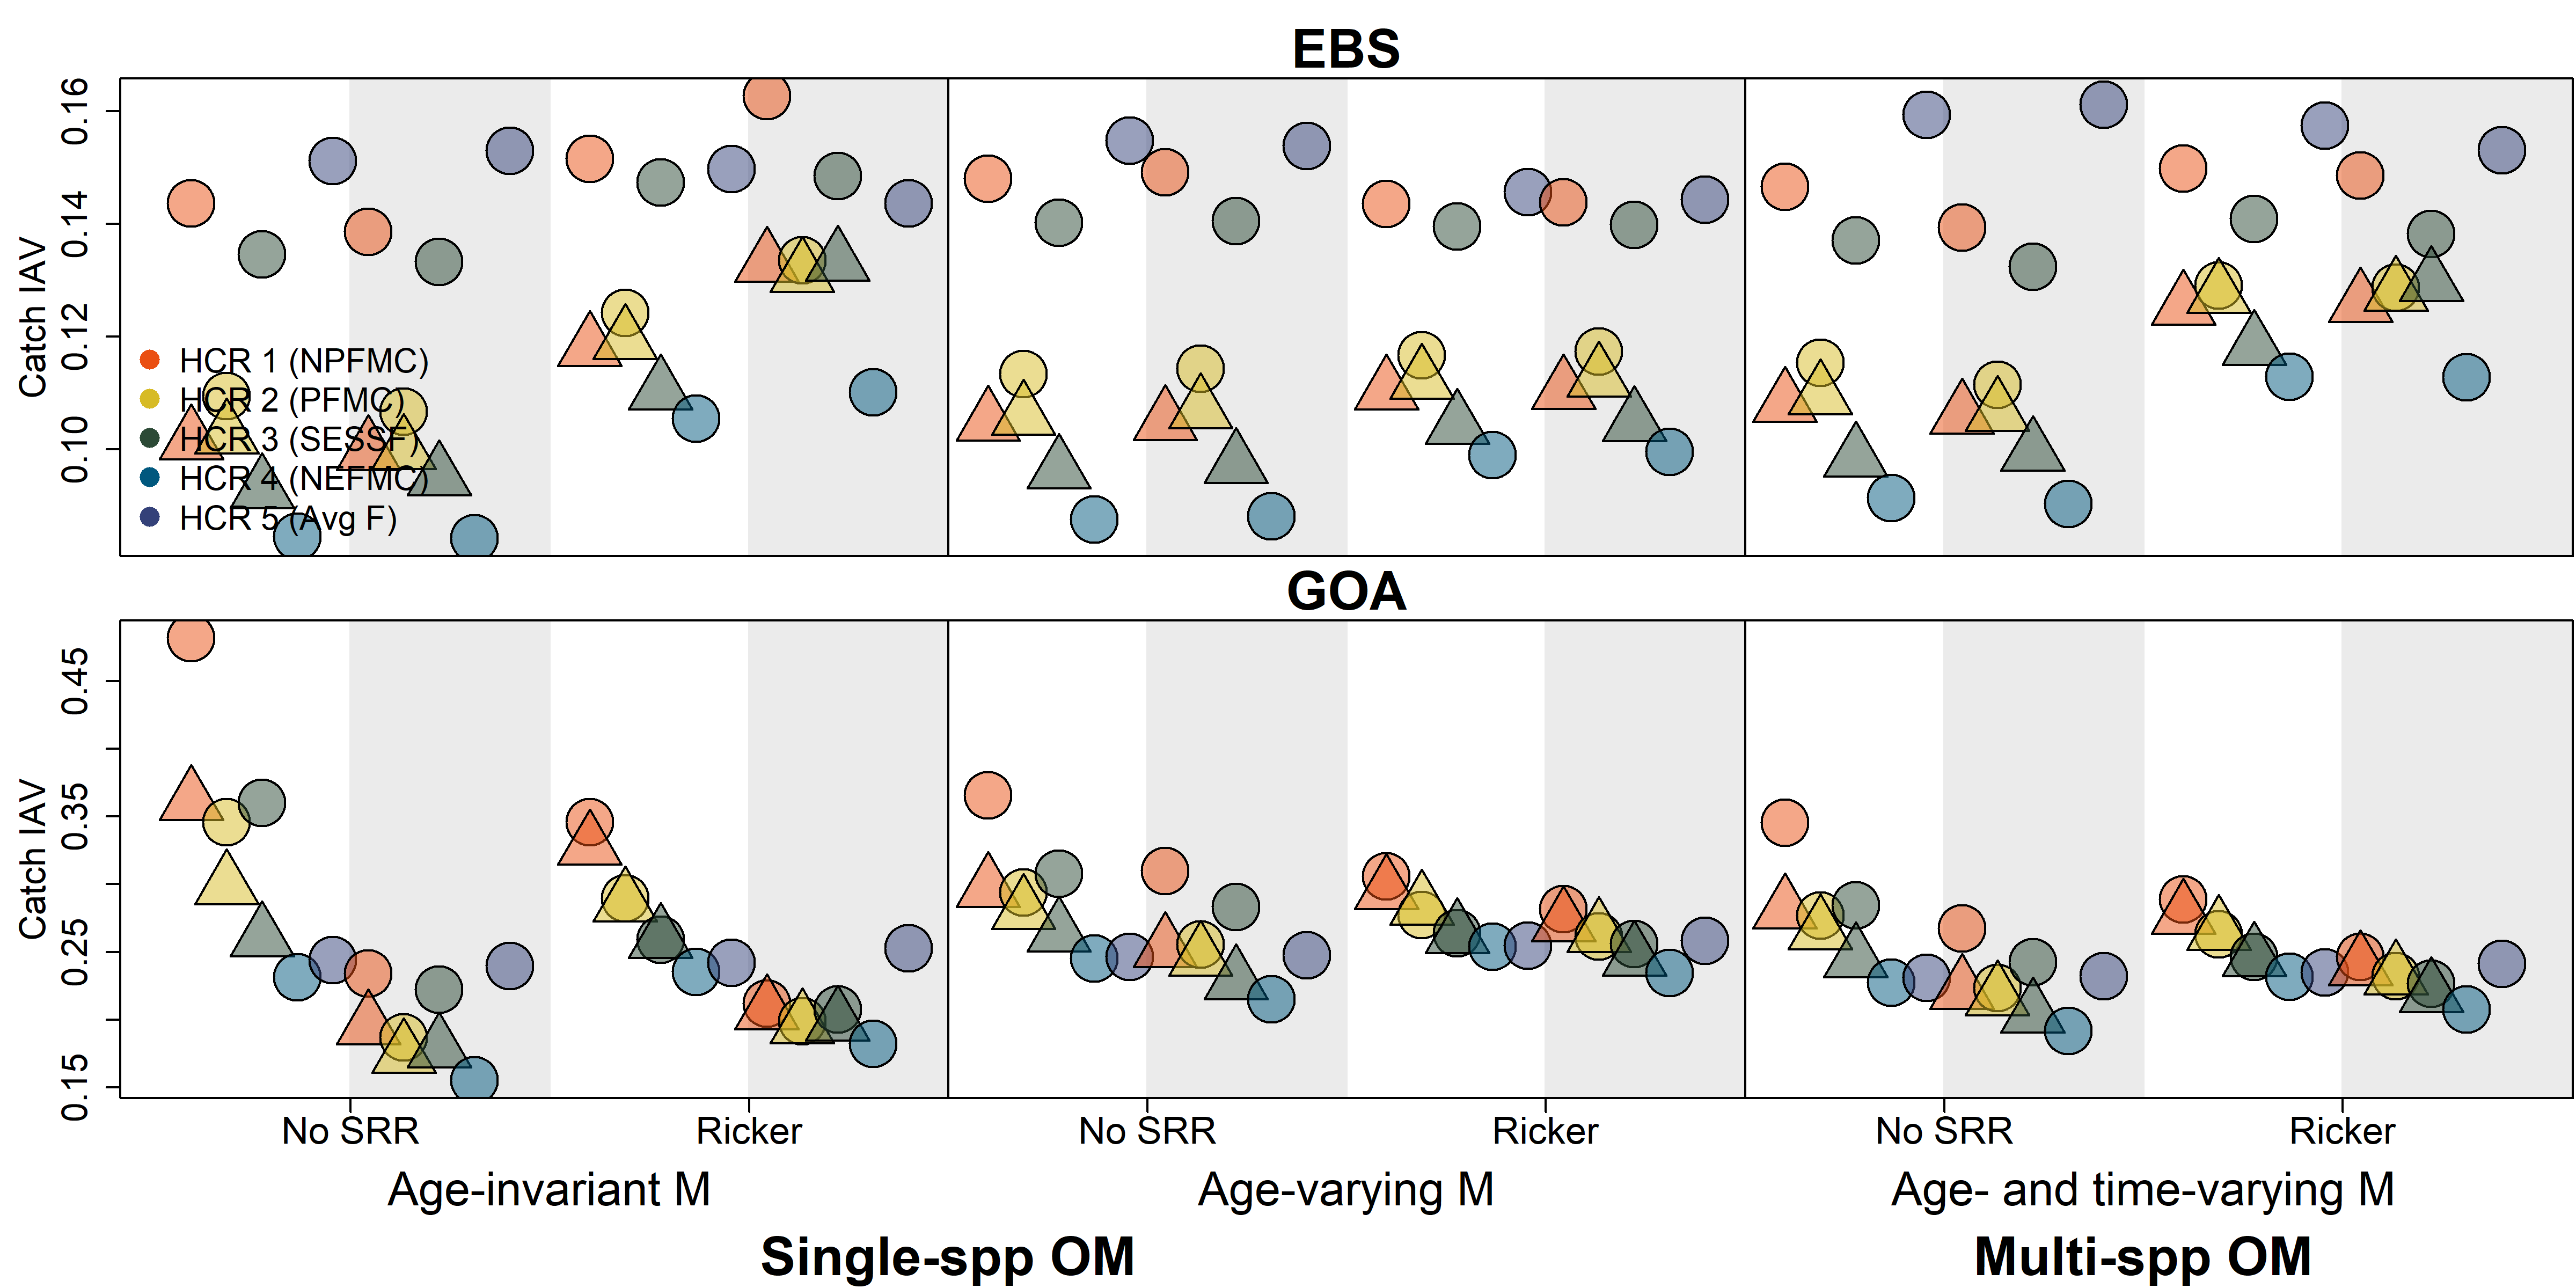 EBS
Catch IAV
0.16
0.14
0.12
0.10
HCR 1 (NPFMC)
HCR 2 (PFMC)
HCR 3 (SESSF)
HCR 4 (NEFMC)
HCR 5 (Avg F)
GOA
Catch IAV
0.45
0.35
0.25
0.15
No SRR Ricker No SRR Ricker No SRR Ricker
Age-invariant M Age-varying M Age- and time-varying M
Single-spp OM Multi-spp OM